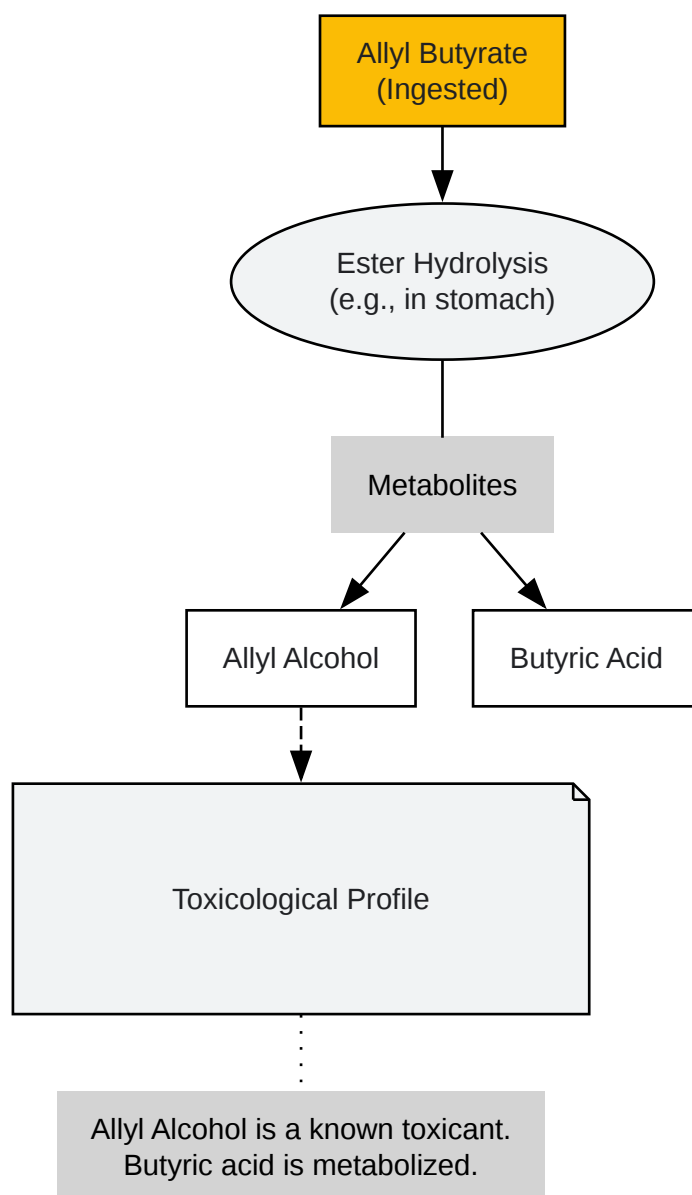 Allyl Butyrate
(Ingested)
Ester Hydrolysis
(e.g., in stomach)
Metabolites
Allyl Alcohol
Butyric Acid
Toxicological Profile
Allyl Alcohol is a known toxicant.
Butyric acid is metabolized.